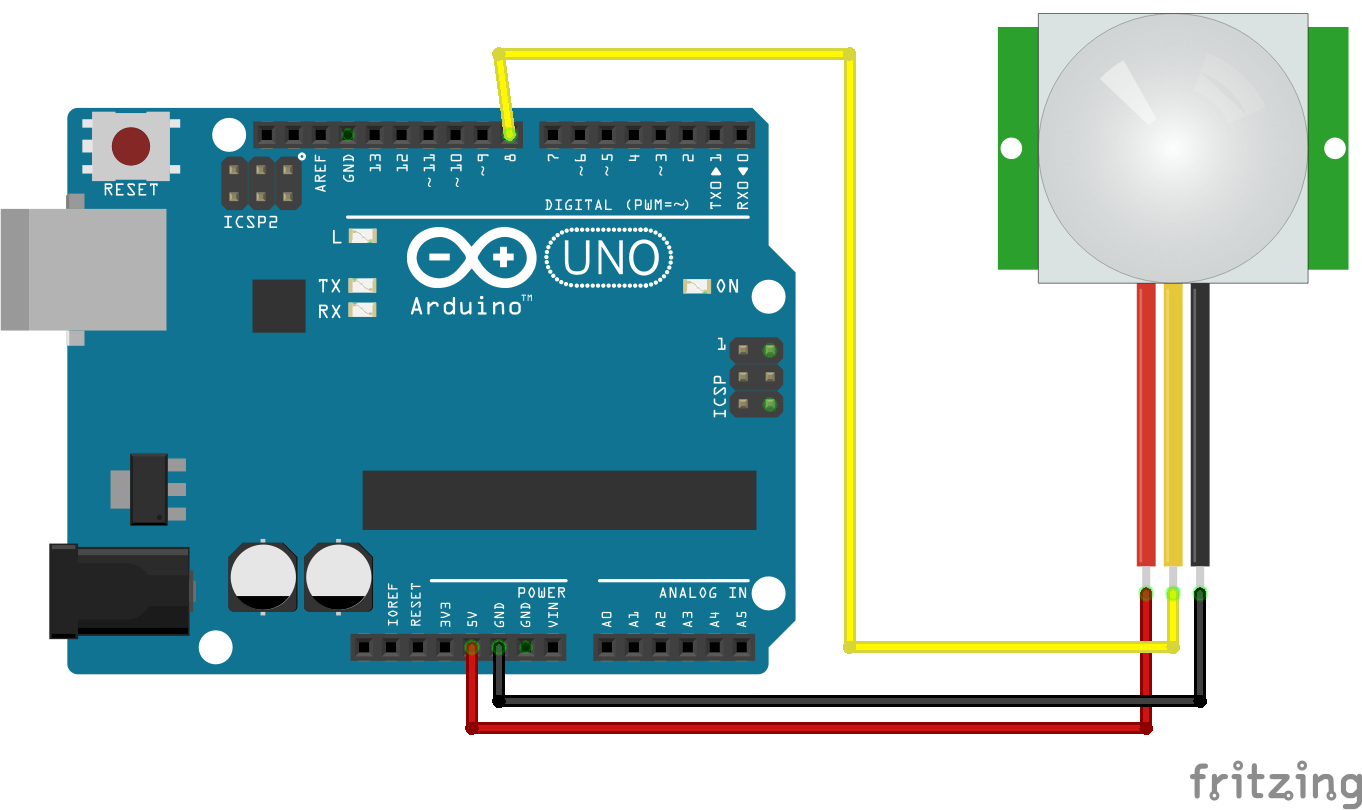 RESET
ICSP2
AREF
GND
13
12
~11
~10
~9
8
7
~6
~5
4
~3
2
TX0▶1
RX0◀0
DIGITAL (PWM=~)
L
TX
RX
UNO
ON
Arduino™
1
ICSP
IOREF
RESET
3V3
5V
GND
GND
VIN
POWER
ANALOG IN
A0
A1
A2
A3
A4
A5
fritzing